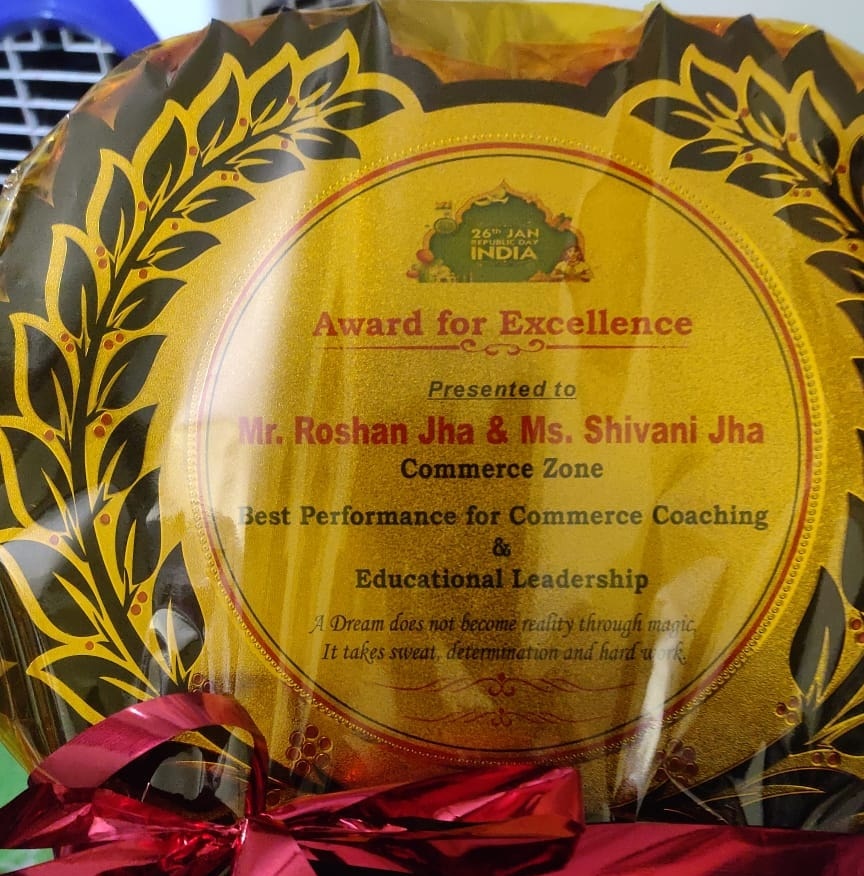 26th JAN
REPUBLIC DAY
INDIA
Award for Excellence
Presented to
Mr. Roshan Jha & Ms. Shivani Jha
Commerce Zone
Best Performance for Commerce Coaching
&
Educational Leadership
A Dream does not become reality through magic,
It takes sweat, determination and hard work.